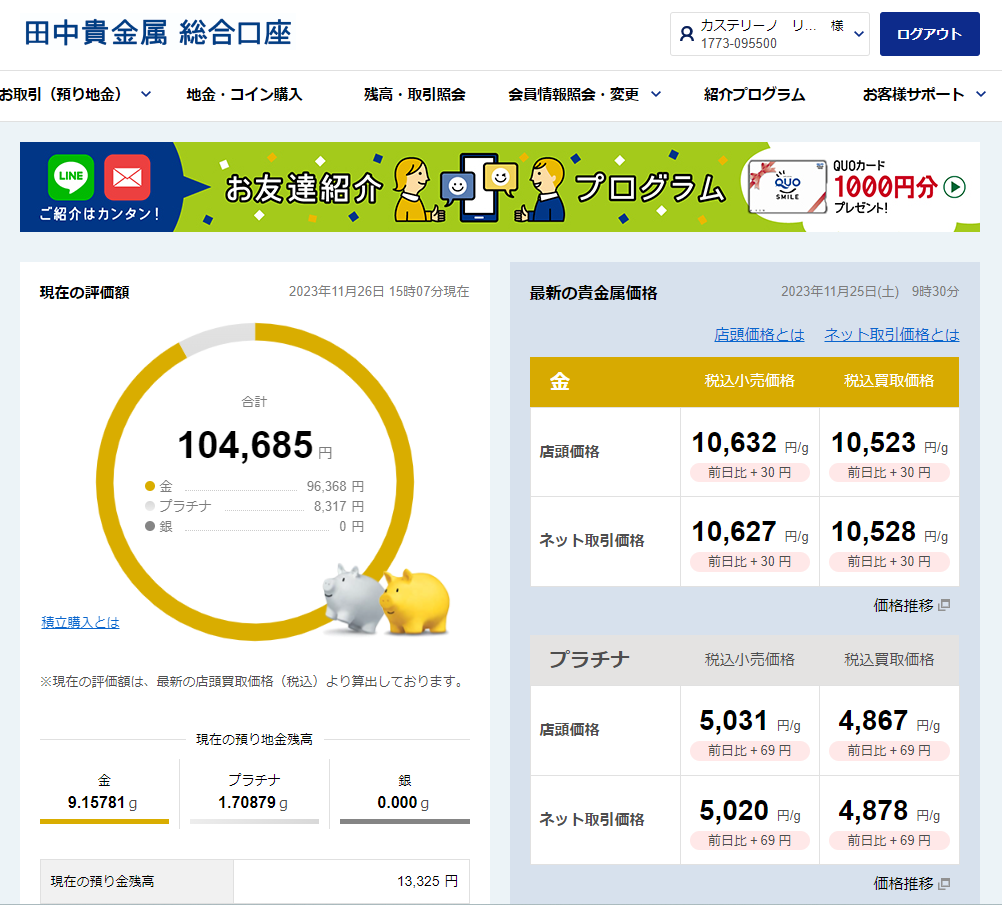 田中貴金属 総合口座
カステリーノ リ... 様
1773-095500
ログアウト
お取引（預り地金）
地金・コイン購入
残高・取引照会
会員情報照会・変更
紹介プログラム
お客様サポート
LINE
ご紹介はカンタン！
お友達紹介
プログラム
QUO
SMILE
QUOカード
1000円分
プレゼント!
現在の評価額
2023年11月26日 15時07分現在
合計
104,685 円
金 96,368 円
プラチナ 8,317 円
銀 0 円
積立購入とは
※現在の評価額は、最新の店頭買取価格（税込）より算出しております。
現在の預り地金残高
金
9.15781 g
プラチナ
1.70879 g
銀
0.000 g
現在の預り金残高 13,325 円
最新の貴金属価格
2023年11月25日(土) 9時30分
店頭価格とは
ネット取引価格とは
金 税込小売価格 税込買取価格
店頭価格
10,632 円/g
前日比＋30 円
10,523 円/g
前日比＋30 円
ネット取引価格
10,627 円/g
前日比＋30 円
10,528 円/g
前日比＋30 円
価格推移
プラチナ 税込小売価格 税込買取価格
店頭価格
5,031 円/g
前日比＋69 円
4,867 円/g
前日比＋69 円
ネット取引価格
5,020 円/g
前日比＋69 円
4,878 円/g
前日比＋69 円
価格推移